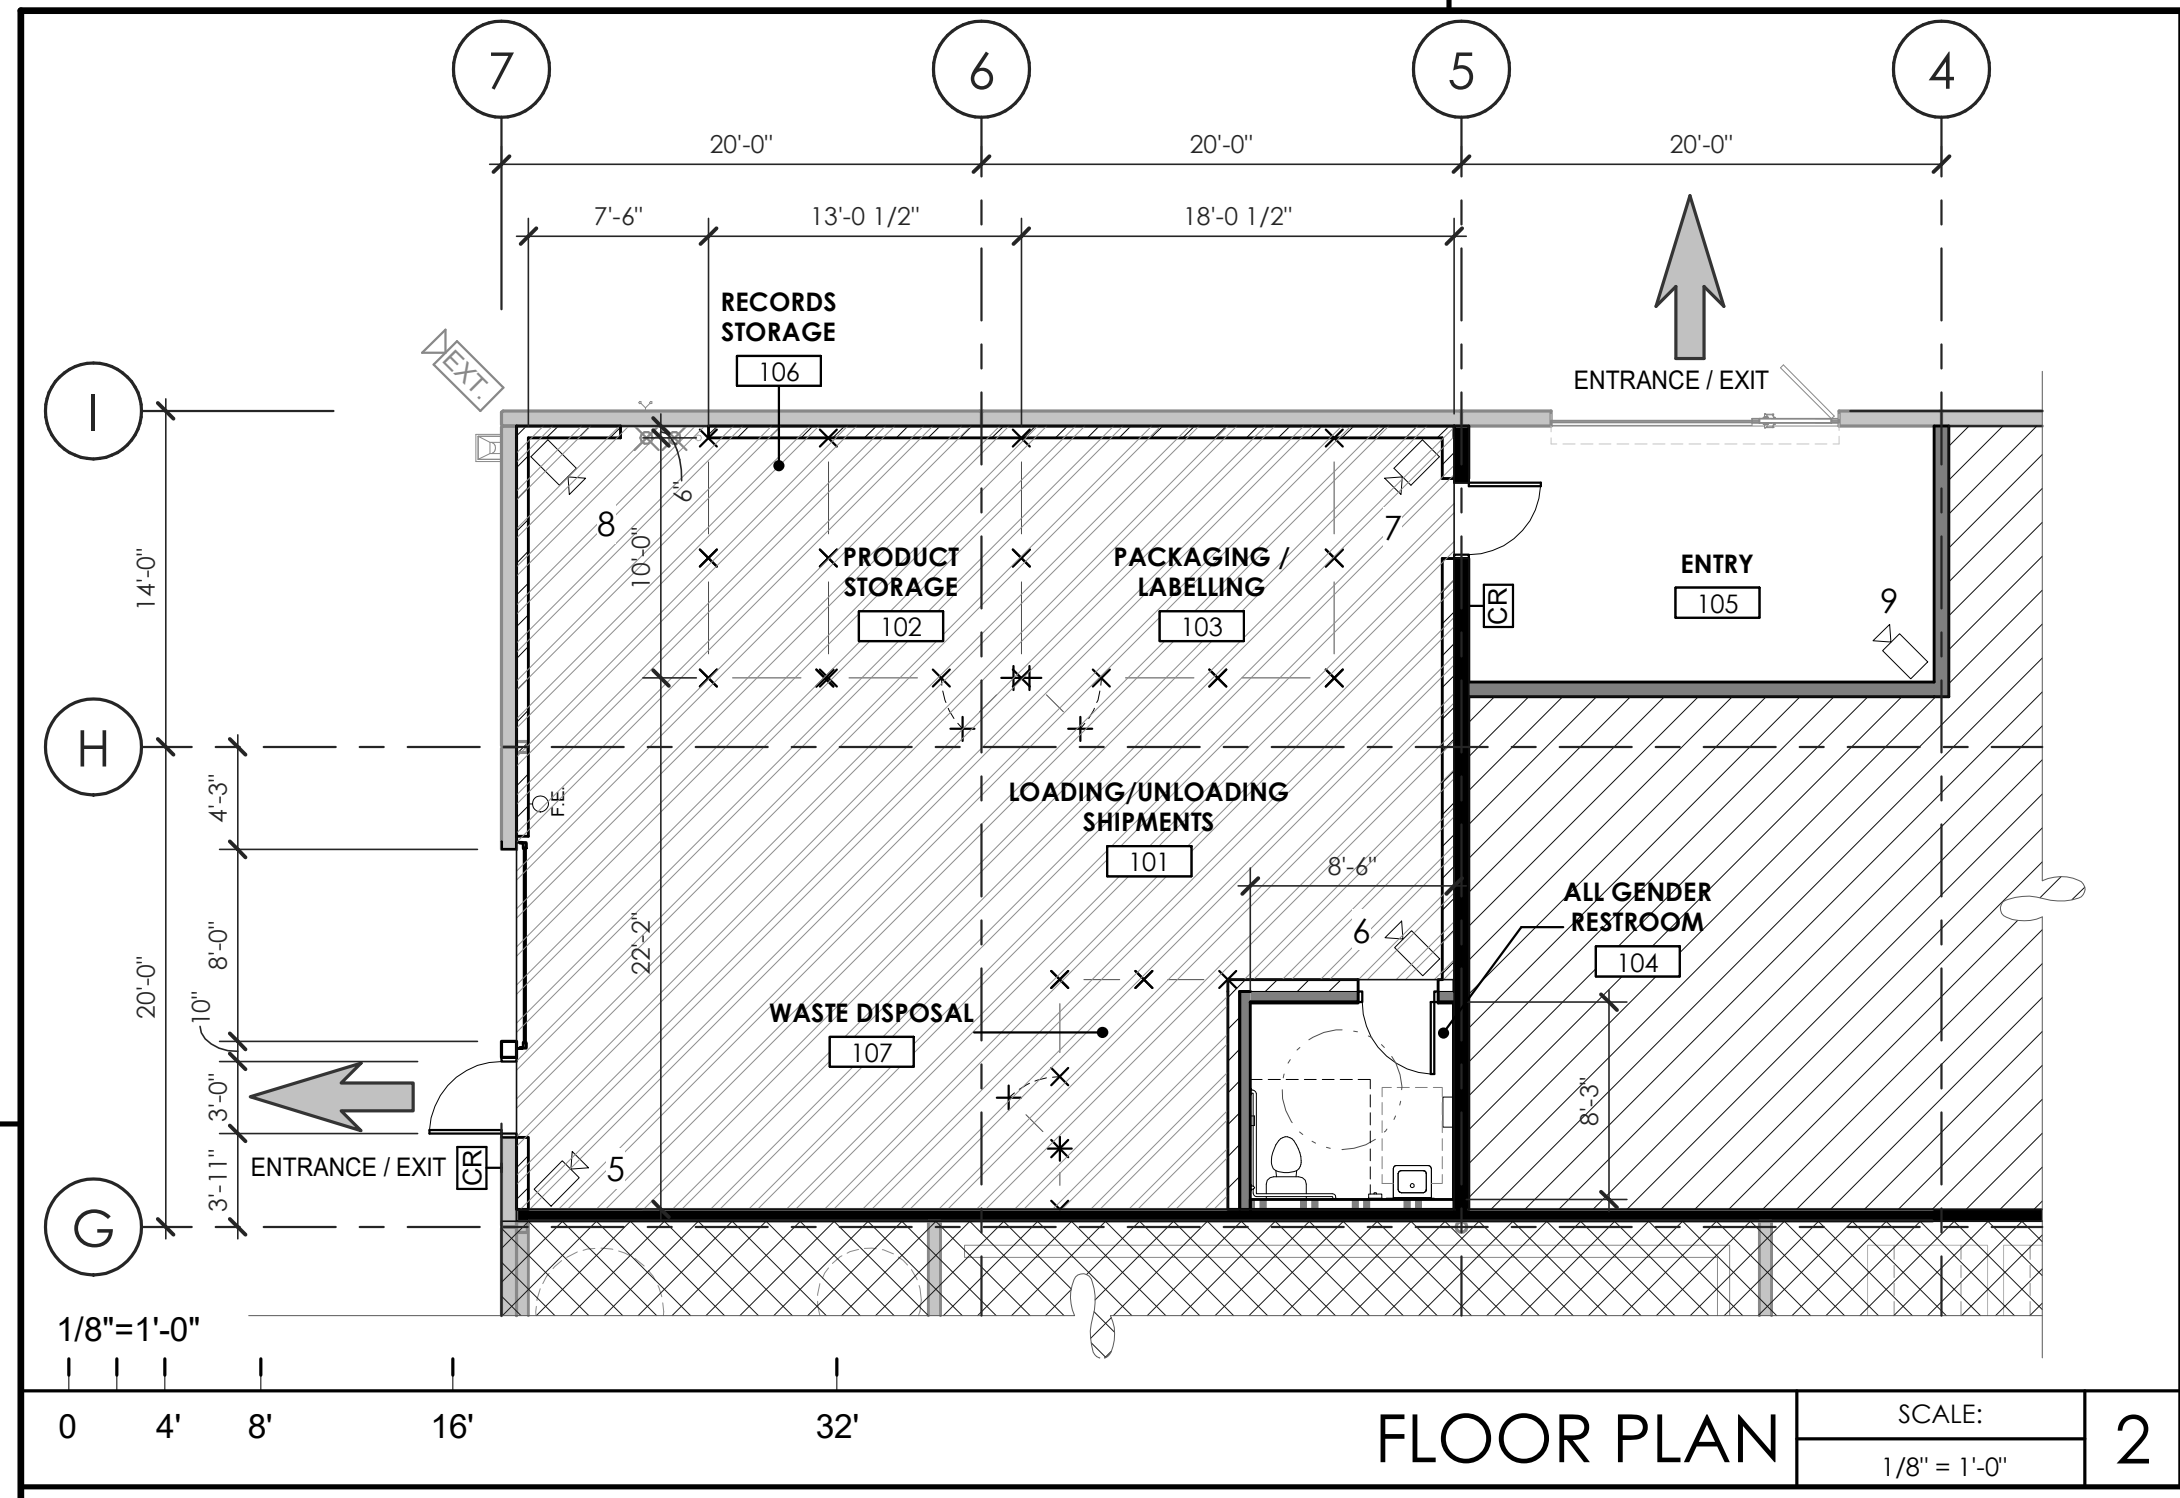 7
6
5
4
20'-0"
20'-0"
20'-0"
7'-6"
13'-0 1/2"
18'-0 1/2"
RECORDS
STORAGE
106
EXT.
ENTRANCE / EXIT
I
6"
8
7
10'-0"
14'-0"
PRODUCT
STORAGE
102
PACKAGING /
LABELLING
103
ENTRY
105
CR
9
H
4'-3"
F.E.
LOADING/UNLOADING
SHIPMENTS
101
8'-6"
ALL GENDER
RESTROOM
104
6
22'-2"
8'-0"
20'-0"
10"
WASTE DISPOSAL
107
3'-0"
8'-3"
3'-11"
ENTRANCE / EXIT
CR
5
G
1/8"=1'-0"
0
4'
8'
16'
32'
FLOOR PLAN
SCALE:
1/8" = 1'-0"
2